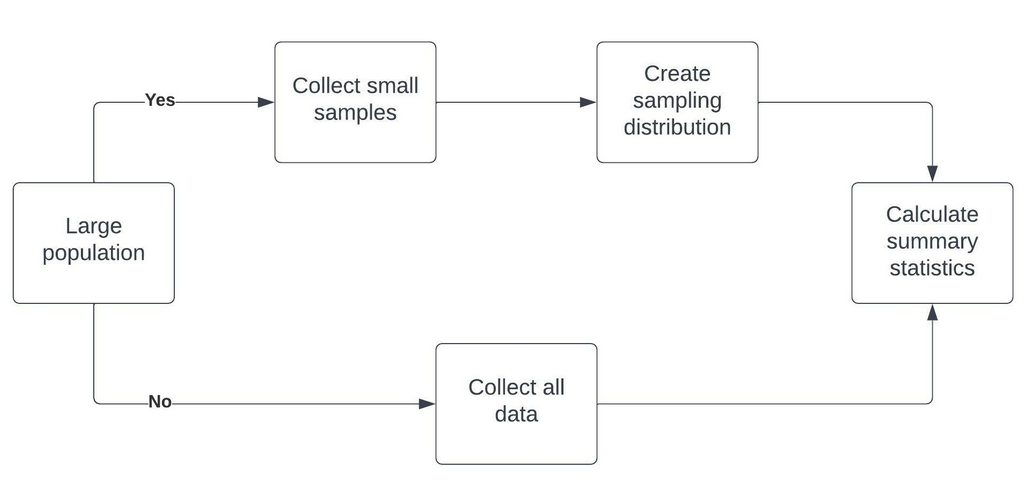 Yes
Collect small
samples
Create
sampling
distribution
Large
population
Calculate
summary
statistics
No
Collect all
data